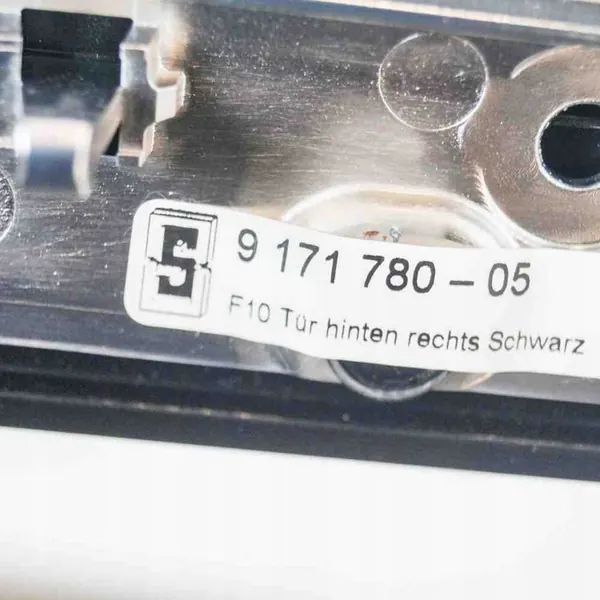 S 9 171 780 – 05
F10 Tür hinten rechts Schwarz